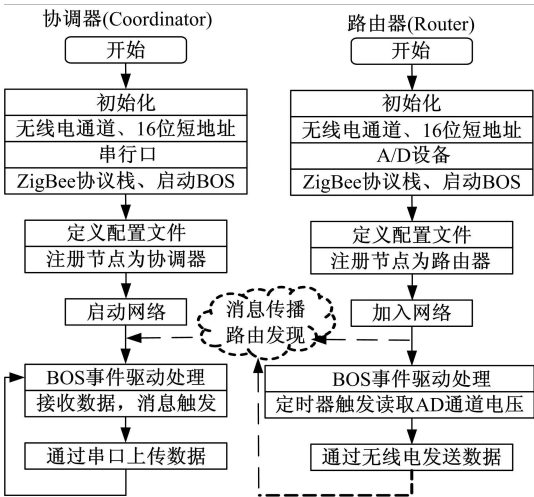 协调器(Coordinator)
开始
初始化
无线电通道、16位短地址
串行口
ZigBee协议栈、启动BOS
定义配置文件
注册节点为协调器
启动网络
BOS事件驱动处理
接收数据，消息触发
通过串口上传数据
消息传播
路由发现
路由器(Router)
开始
初始化
无线电通道、16位短地址
A/D设备
ZigBee协议栈、启动BOS
定义配置文件
注册节点为路由器
加入网络
BOS事件驱动处理
定时器触发读取AD通道电压
通过无线电发送数据